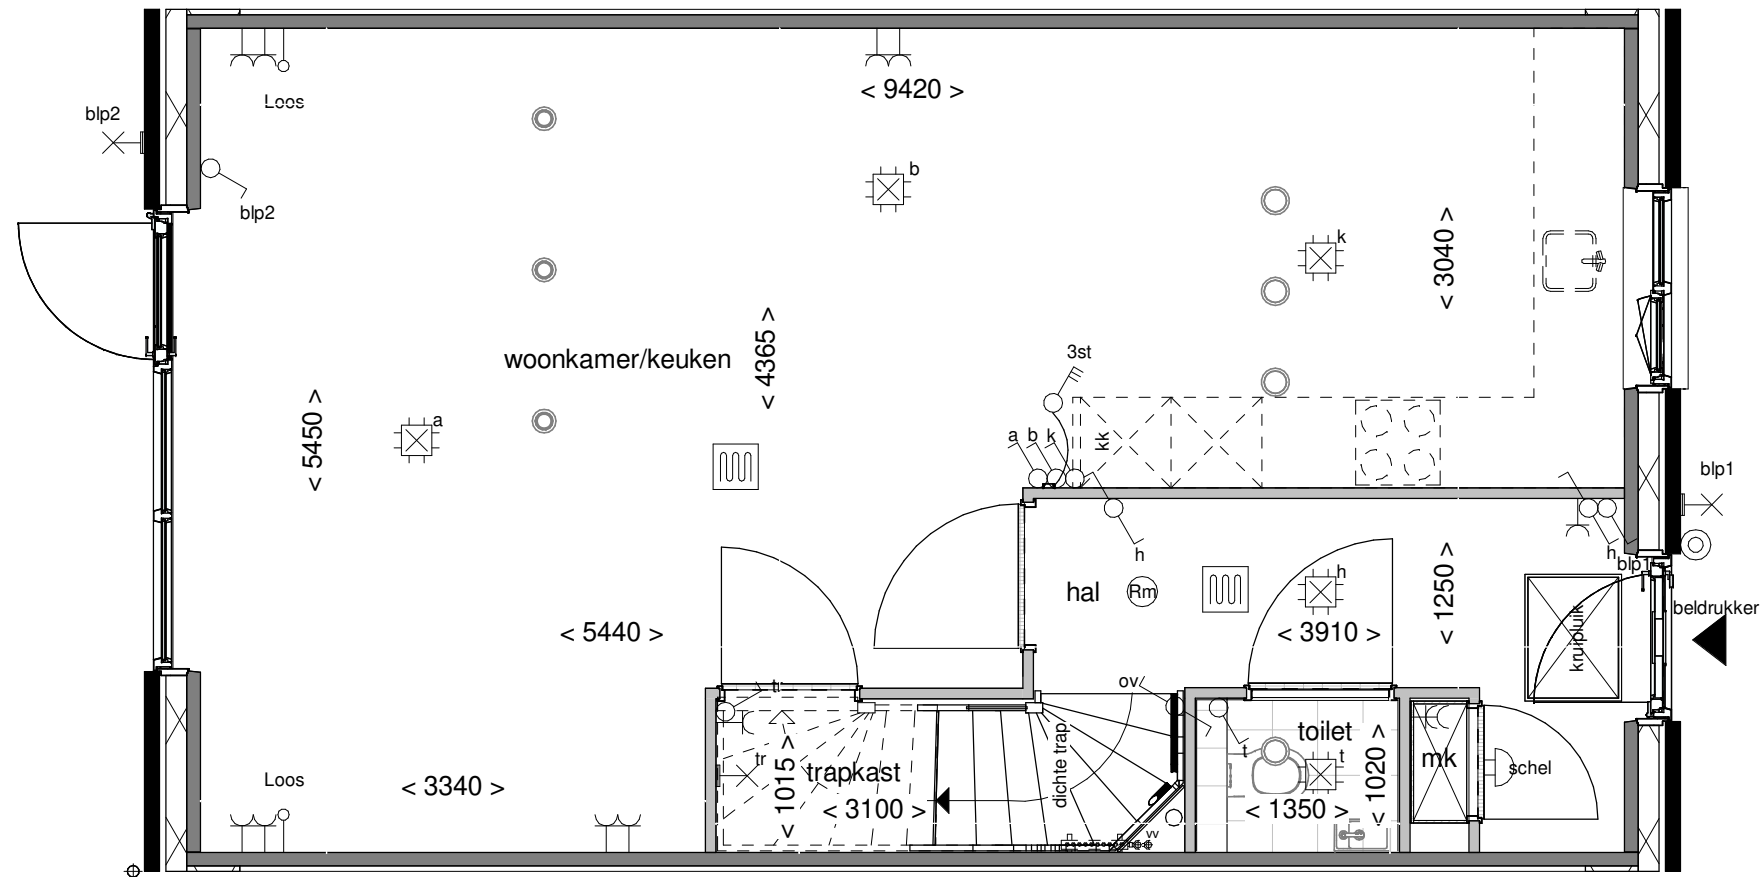 < 9420 >
Loos
blp2
b
blp2
k
< 3040 >
< 4365 >
3st
woonkamer/keuken
< 5450 >
a
a b k
kk
blp1
h
h
blp1
hal
Rm
h
< 1250 >
kruipluik
beldrukker
< 5440 >
< 3910 >
tr
ov
toilet
t
t
tr
< 1015 >
trapkast
dichte trap
mk
schel
Loos
< 3340 >
< 3100 >
< 1350 >
< 1020 >
vv